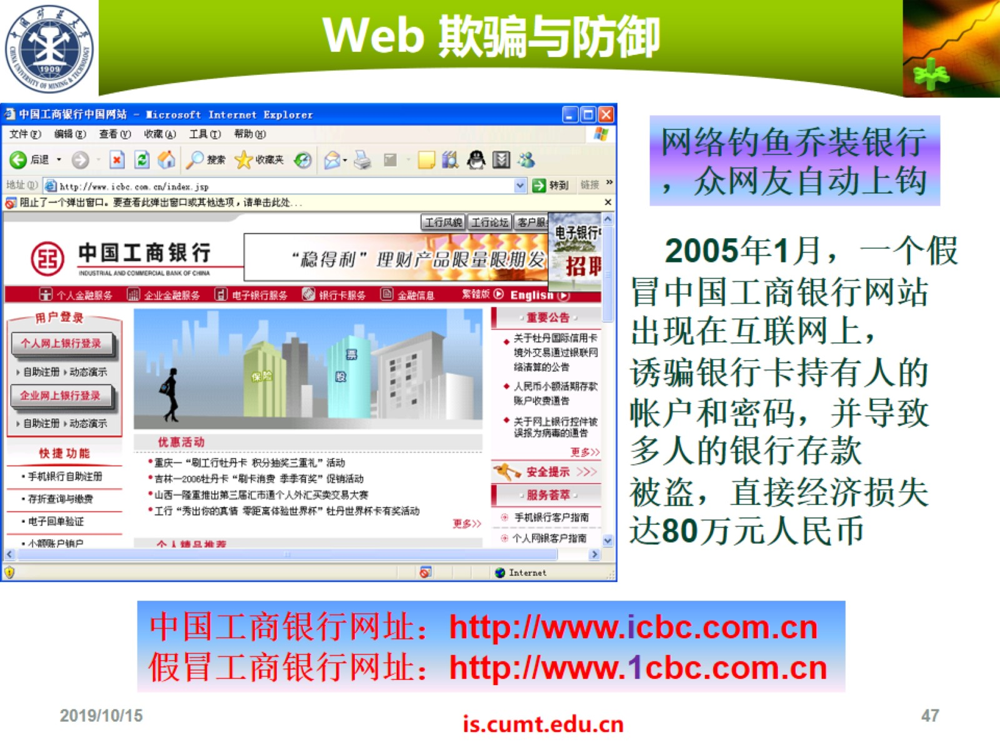 Web 欺骗与防御
CHINA UNIVERSITY OF MINING & TECHNOLOGY
1909
中国工商银行中国网站 - Microsoft Internet Explorer
文件(F) 编辑(E) 查看(V) 收藏(A) 工具(T) 帮助(H)
后退 搜索 收藏夹
地址(D) http://www.icbc.com.cn/index.jsp 转到 链接 »
阻止了一个弹出窗口。要查看此弹出窗口或其他选项，请单击此处...
工行风貌 工行论坛 客户服
电子银行
招聘
中国工商银行
INDUSTRIAL AND COMMERCIAL BANK OF CHINA
“稳得利”理财产品限量限期发
个人金融服务 企业金融服务 电子银行服务 银行卡服务 金融信息 繁體版 English
用户登录
个人网上银行登录
自助注册 动态演示
企业网上银行登录
自助注册 动态演示
快捷功能
手机银行自助注册
存折查询与缴费
电子回单验证
小额账户销户
保险
票
股
优惠活动
重庆—“刷工行牡丹卡 积分抽奖三重礼”活动
吉林—2006牡丹卡“刷卡消费 季季有奖”促销活动
山西—隆重推出第三届汇市通个人外汇买卖交易大赛
工行“秀出你的真情 零距离体验世界杯”牡丹世界杯卡有奖活动
更多>>
个人精品推荐
重要公告
关于牡丹国际信用卡
境外交易通过银联网
络清算的公告
人民币小额活期存款
账户收费通告
关于网上银行控件被
误报为病毒的通告
更多>>
安全提示 >>>
服务荟萃
手机银行客户指南
个人网银客户指南
Internet
网络钓鱼乔装银行
，众网友自动上钩
2005年1月，一个假
冒中国工商银行网站
出现在互联网上，
诱骗银行卡持有人的
帐户和密码，并导致
多人的银行存款
被盗，直接经济损失
达80万元人民币
中国工商银行网址：http://www.icbc.com.cn
假冒工商银行网址：http://www.1cbc.com.cn
2019/10/15
is.cumt.edu.cn
47